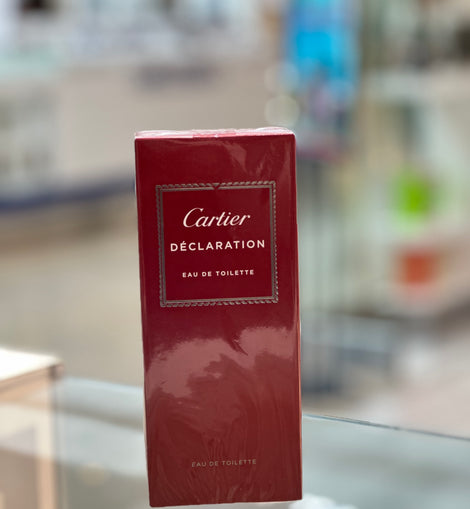 Cartier
DÉCLARATION
EAU DE TOILETTE
EAU DE TOILETTE